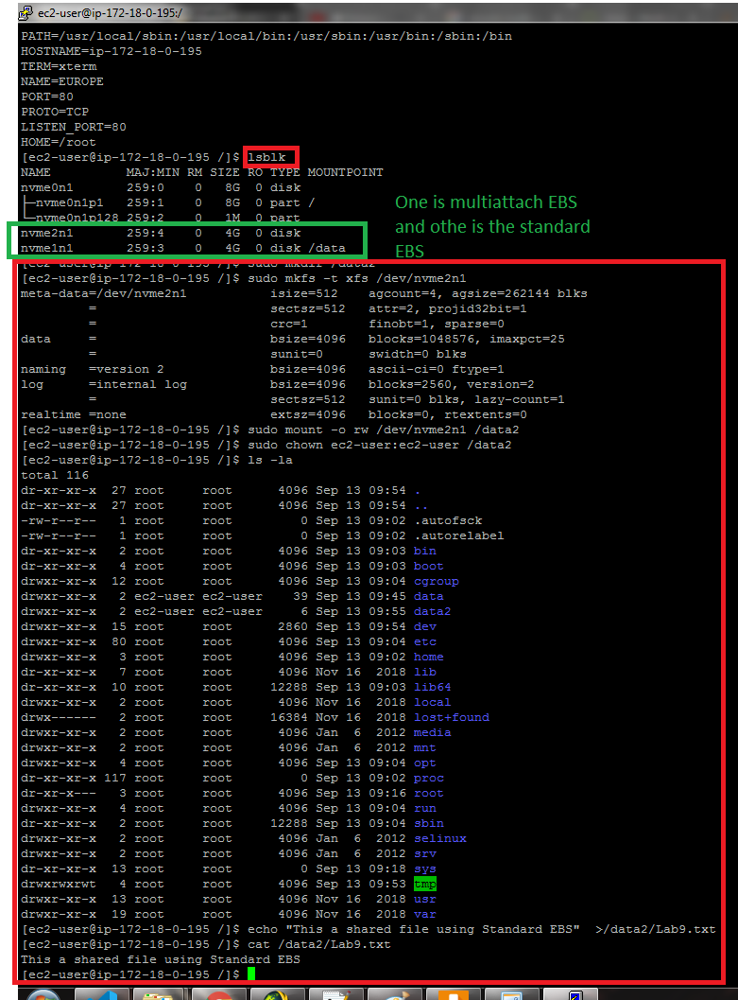 ec2-user@ip-172-18-0-195:/
PATH=/usr/local/sbin:/usr/local/bin:/usr/sbin:/usr/bin:/sbin:/bin
HOSTNAME=ip-172-18-0-195
TERM=xterm
NAME=EUROPE
PORT=80
PROTO=TCP
LISTEN_PORT=80
HOME=/root
[ec2-user@ip-172-18-0-195 /]$ lsblk
NAME          MAJ:MIN RM SIZE RO TYPE MOUNTPOINT
nvme0n1       259:0    0   8G  0 disk
├─nvme0n1p1   259:1    0   8G  0 part /
└─nvme0n1p128 259:2    0   1M  0 part
nvme2n1       259:4    0   4G  0 disk
nvme1n1       259:3    0   4G  0 disk /data
One is multiattach EBS
and othe is the standard
EBS
[ec2-user@ip-172-18-0-195 /]$ sudo mkdir /data2
[ec2-user@ip-172-18-0-195 /]$ sudo mkfs -t xfs /dev/nvme2n1
meta-data=/dev/nvme2n1           isize=512    agcount=4, agsize=262144 blks
         =                       sectsz=512   attr=2, projid32bit=1
         =                       crc=1        finobt=1, sparse=0
data     =                       bsize=4096   blocks=1048576, imaxpct=25
         =                       sunit=0      swidth=0 blks
naming   =version 2              bsize=4096   ascii-ci=0 ftype=1
log      =internal log           bsize=4096   blocks=2560, version=2
         =                       sectsz=512   sunit=0 blks, lazy-count=1
realtime =none                   extsz=4096   blocks=0, rtextents=0
[ec2-user@ip-172-18-0-195 /]$ sudo mount -o rw /dev/nvme2n1 /data2
[ec2-user@ip-172-18-0-195 /]$ sudo chown ec2-user:ec2-user /data2
[ec2-user@ip-172-18-0-195 /]$ ls -la
total 116
dr-xr-xr-x  27 root     root      4096 Sep 13 09:54 .
dr-xr-xr-x  27 root     root      4096 Sep 13 09:54 ..
-rw-r--r--   1 root     root         0 Sep 13 09:02 .autofsck
-rw-r--r--   1 root     root         0 Sep 13 09:02 .autorelabel
dr-xr-xr-x   2 root     root      4096 Sep 13 09:03 bin
dr-xr-xr-x   4 root     root      4096 Sep 13 09:03 boot
drwxr-xr-x  12 root     root      4096 Sep 13 09:04 cgroup
drwxr-xr-x   2 ec2-user ec2-user    39 Sep 13 09:45 data
drwxr-xr-x   2 ec2-user ec2-user     6 Sep 13 09:55 data2
drwxr-xr-x  15 root     root      2860 Sep 13 09:54 dev
drwxr-xr-x  80 root     root      4096 Sep 13 09:04 etc
drwxr-xr-x   3 root     root      4096 Sep 13 09:02 home
dr-xr-xr-x   7 root     root      4096 Nov 16  2018 lib
dr-xr-xr-x  10 root     root     12288 Sep 13 09:03 lib64
drwxr-xr-x   2 root     root      4096 Nov 16  2018 local
drwx------   2 root     root     16384 Nov 16  2018 lost+found
drwxr-xr-x   2 root     root      4096 Jan  6  2012 media
drwxr-xr-x   2 root     root      4096 Jan  6  2012 mnt
drwxr-xr-x   4 root     root      4096 Sep 13 09:04 opt
dr-xr-xr-x 117 root     root         0 Sep 13 09:02 proc
dr-xr-x---   3 root     root      4096 Sep 13 09:16 root
drwxr-xr-x   4 root     root      4096 Sep 13 09:04 run
dr-xr-xr-x   2 root     root     12288 Sep 13 09:04 sbin
drwxr-xr-x   2 root     root      4096 Jan  6  2012 selinux
drwxr-xr-x   2 root     root      4096 Jan  6  2012 srv
dr-xr-xr-x  13 root     root         0 Sep 13 09:18 sys
drwxrwxrwt   4 root     root      4096 Sep 13 09:53 tmp
drwxr-xr-x  13 root     root      4096 Nov 16  2018 usr
drwxr-xr-x  19 root     root      4096 Nov 16  2018 var
[ec2-user@ip-172-18-0-195 /]$ echo "This a shared file using Standard EBS"  >/data2/Lab9.txt
[ec2-user@ip-172-18-0-195 /]$ cat /data2/Lab9.txt
This a shared file using Standard EBS
[ec2-user@ip-172-18-0-195 /]$